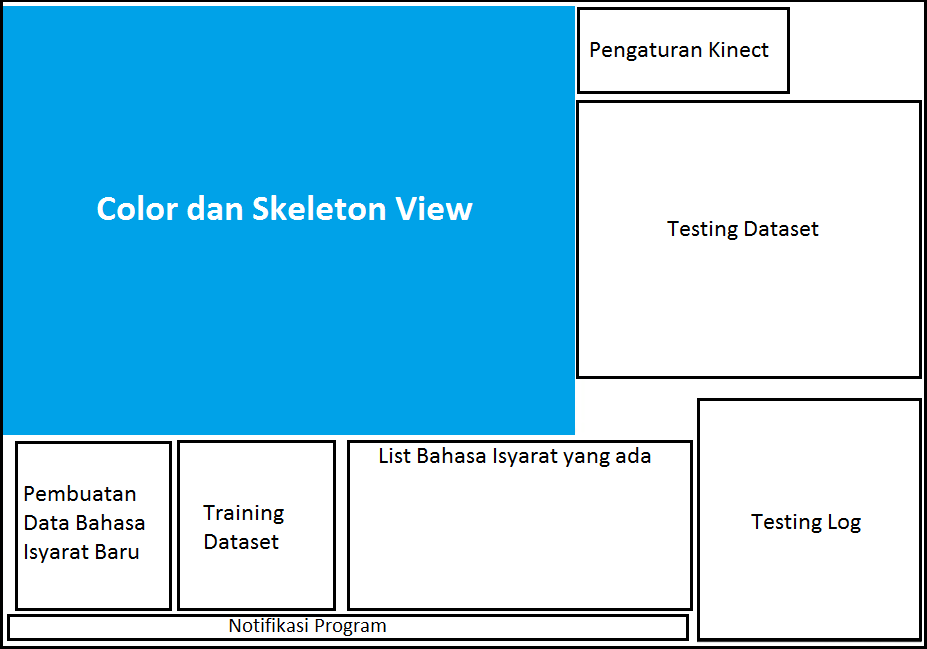 Pengaturan Kinect
Color dan Skeleton View
Testing Dataset
List Bahasa Isyarat yang ada
Pembuatan
Data Bahasa
Isyarat Baru
Training
Dataset
Testing Log
Notifikasi Program